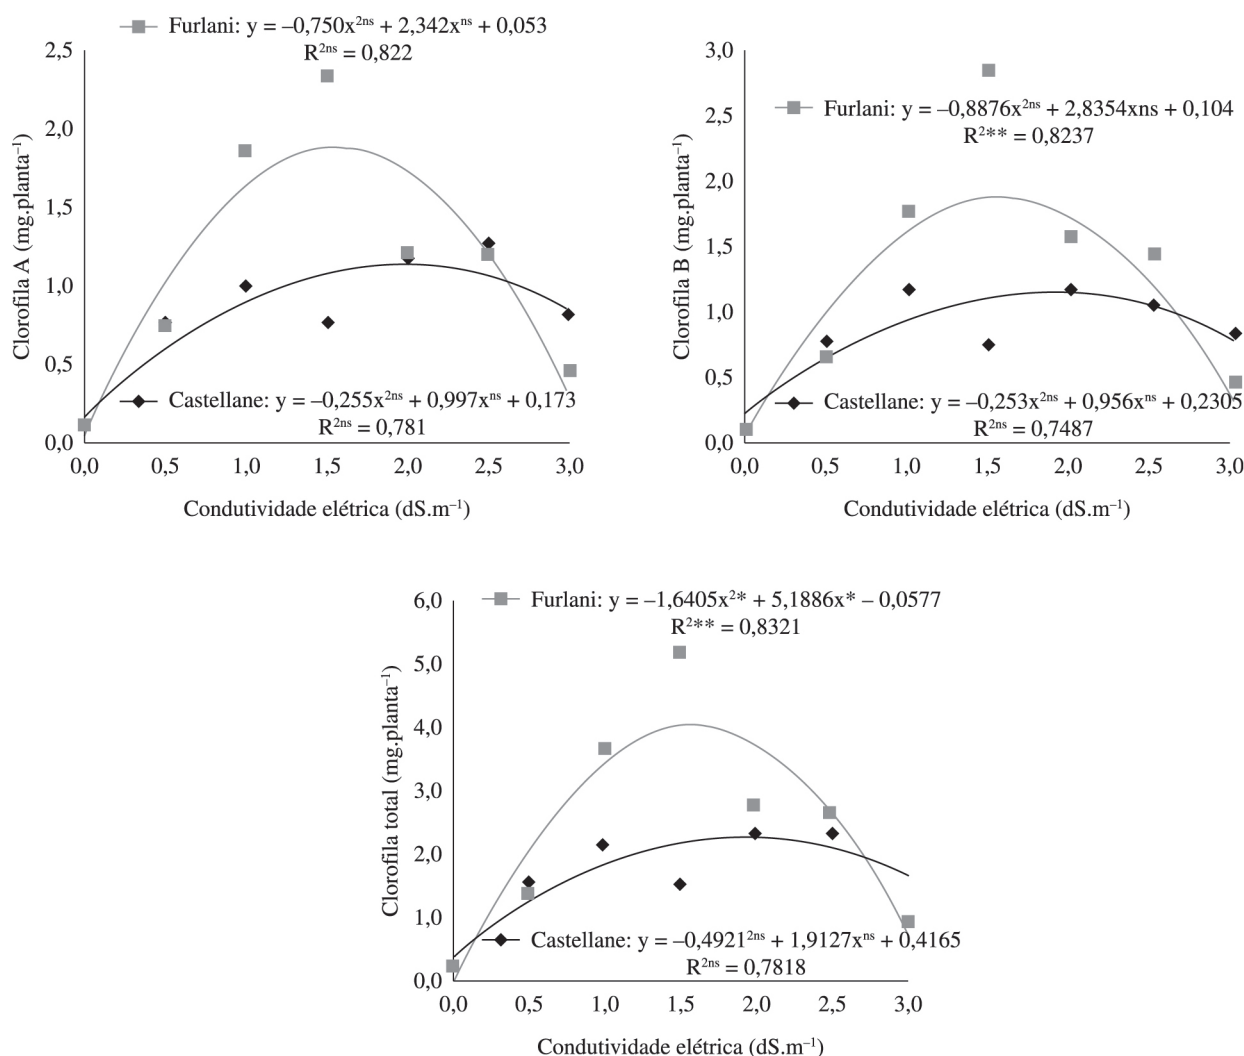 Furlani: y = –0,750x²ⁿˢ + 2,342xⁿˢ + 0,053
R²ⁿˢ = 0,822
2,5
2,0
1,5
1,0
0,5
0,0
Clorofila A (mg.planta⁻¹)
Castellane: y = –0,255x²ⁿˢ + 0,997xⁿˢ + 0,173
R²ⁿˢ = 0,781
0,0 0,5 1,0 1,5 2,0 2,5 3,0
Condutividade elétrica (dS.m⁻¹)
3,0
2,5
2,0
1,5
1,0
0,5
0,0
Clorofila B (mg.planta⁻¹)
Furlani: y = –0,8876x²ⁿˢ + 2,8354xns + 0,104
R²** = 0,8237
Castellane: y = –0,253x²ⁿˢ + 0,956xⁿˢ + 0,2305
R²ⁿˢ = 0,7487
0,0 0,5 1,0 1,5 2,0 2,5 3,0
Condutividade elétrica (dS.m⁻¹)
Furlani: y = –1,6405x²* + 5,1886x* – 0,0577
R²** = 0,8321
6,0
5,0
4,0
3,0
2,0
1,0
0,0
Clorofila total (mg.planta⁻¹)
Castellane: y = –0,4921²ⁿˢ + 1,9127xⁿˢ + 0,4165
R²ⁿˢ = 0,7818
0,0 0,5 1,0 1,5 2,0 2,5 3,0
Condutividade elétrica (dS.m⁻¹)